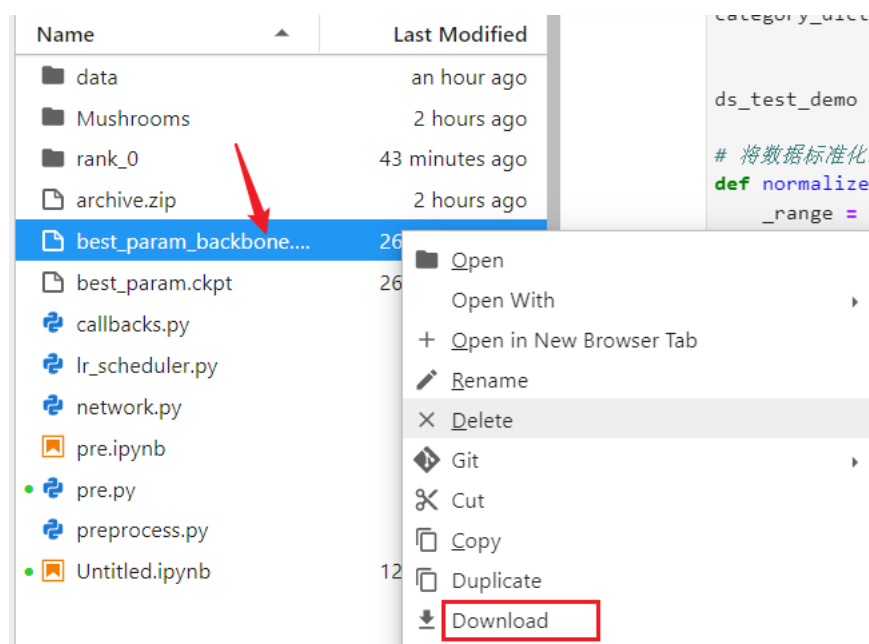 Name Last Modified
data an hour ago
Mushrooms 2 hours ago
rank_0 43 minutes ago
archive.zip 2 hours ago
best_param_backbone.... 26
best_param.ckpt 26
callbacks.py
lr_scheduler.py
network.py
pre.ipynb
pre.py
preprocess.py
Untitled.ipynb 12
Open
Open With
Open in New Browser Tab
Rename
Delete
Git
Cut
Copy
Duplicate
Download
category_dict
ds_test_demo
# 将数据标准化
def normalize
_range =